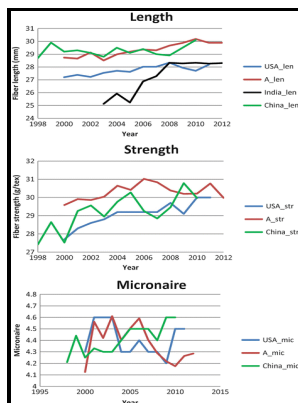 Length
Fiber length (mm)
31
30
29
28
27
26
25
24
1998 2000 2002 2004 2006 2008 2010 2012
Year
USA_len
A_len
India_len
China_len
Strength
Fiber strength (g/tex)
32
31
30
29
28
27
1998 2000 2002 2004 2006 2008 2010 2012
Year
USA_str
A_str
China_str
Micronaire
Micronaire
4.8
4.7
4.6
4.5
4.4
4.3
4.2
4.1
4
1995 2000 2005 2010 2015
Year
USA_mic
A_mic
China_mic